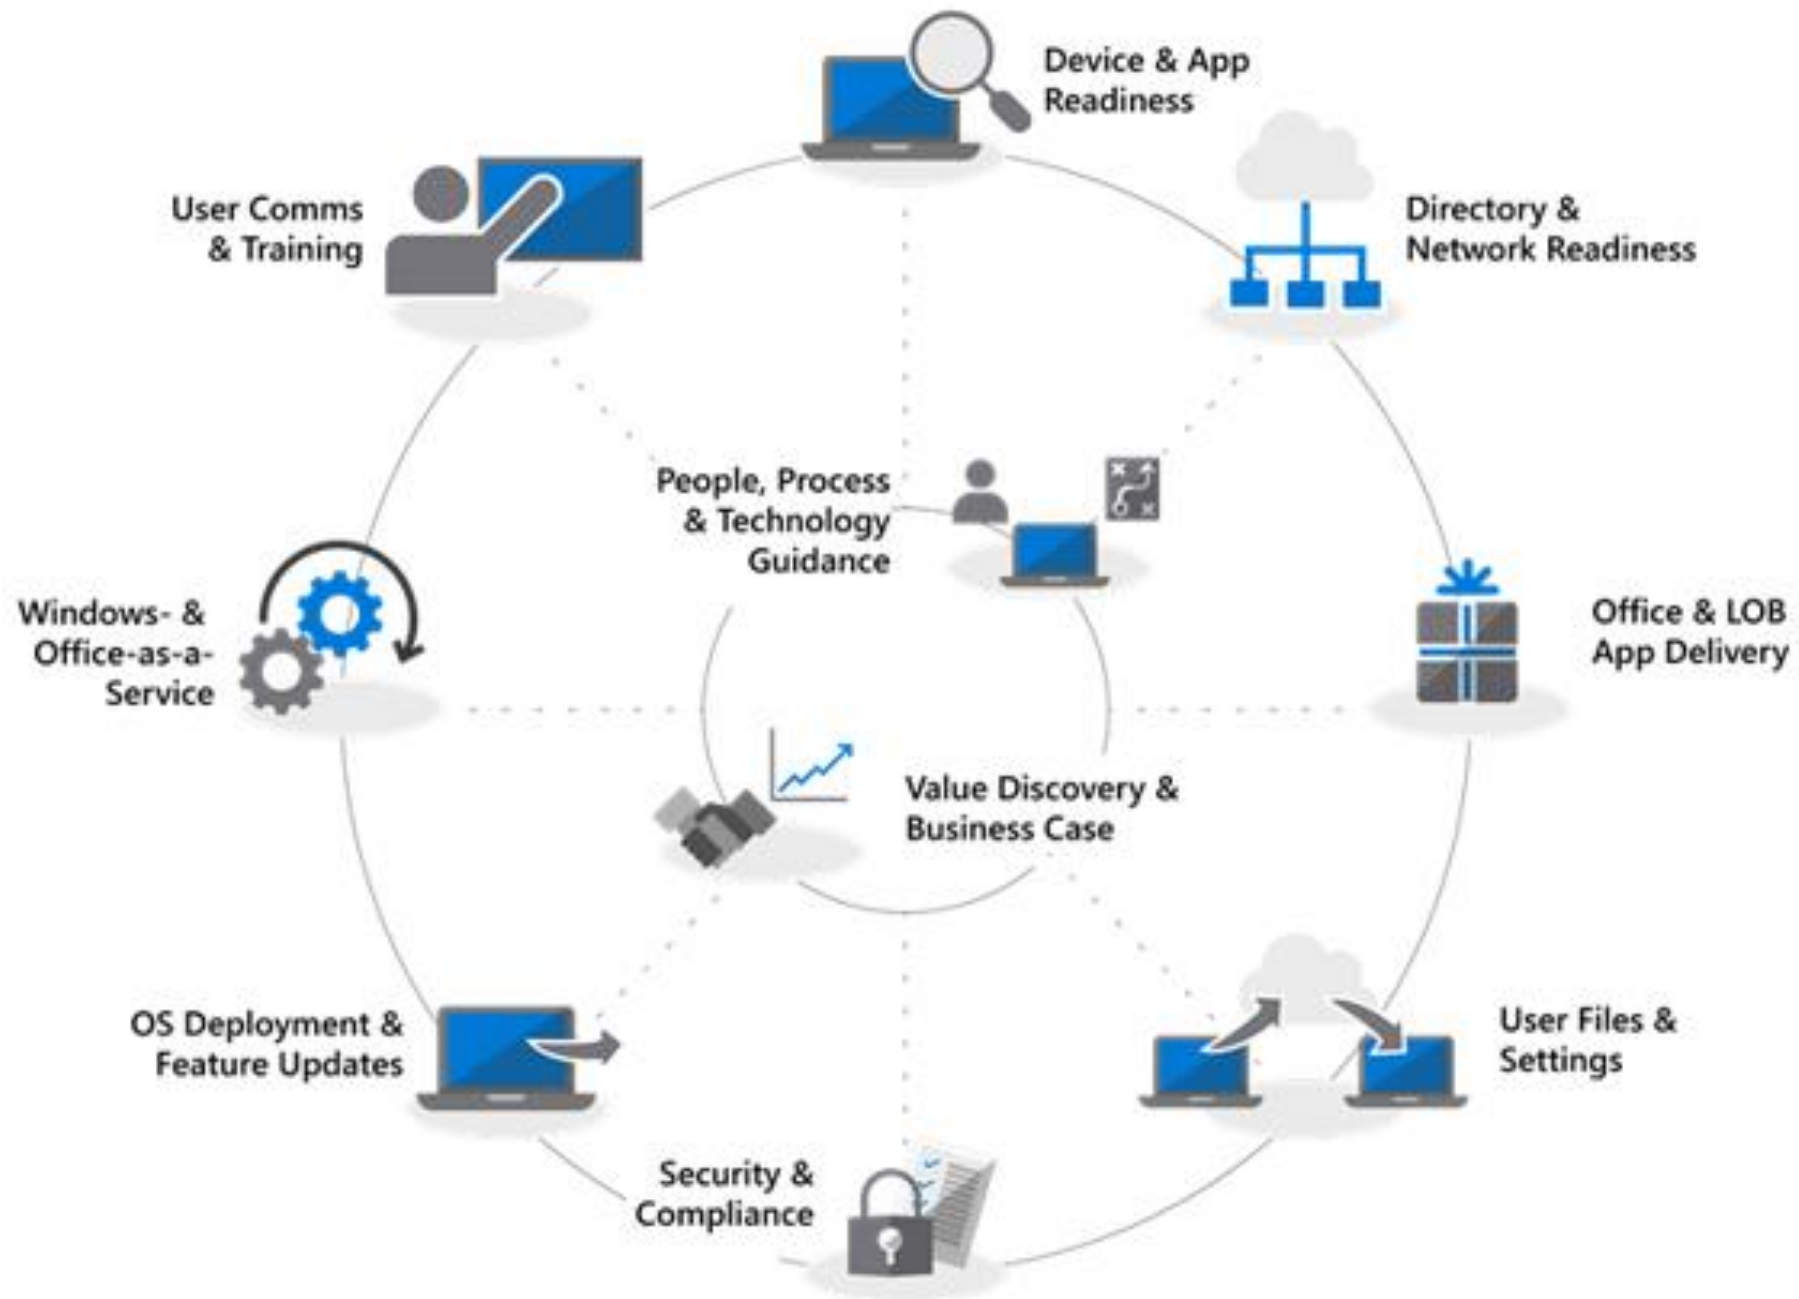 Device & App
Readiness
Directory &
Network Readiness
Office & LOB
App Delivery
User Files &
Settings
Security &
Compliance
OS Deployment &
Feature Updates
Windows- &
Office-as-a-
Service
User Comms
& Training
People, Process
& Technology
Guidance
Value Discovery &
Business Case